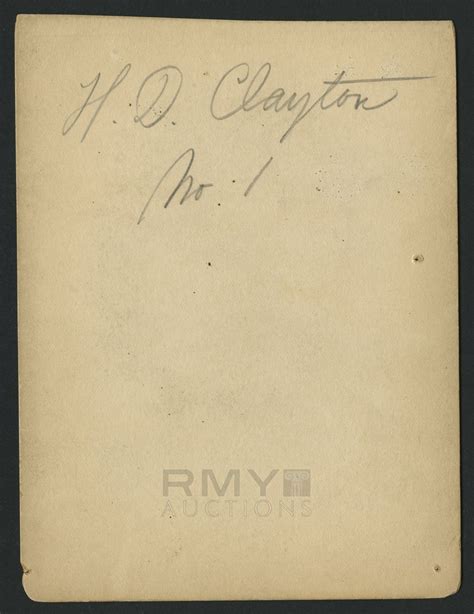 H. D. Clayton
No. 1
RMY
AUCTIONS